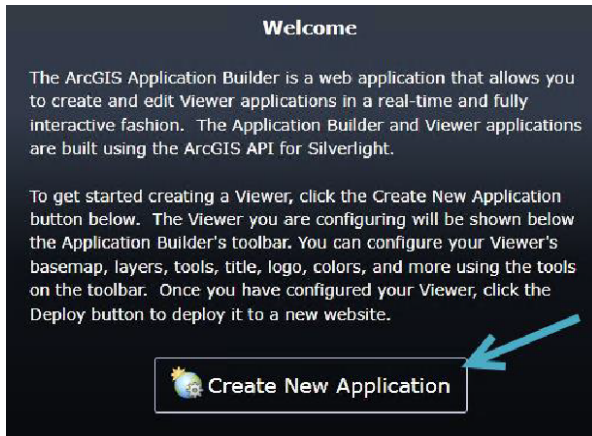 Welcome
The ArcGIS Application Builder is a web application that allows you
to create and edit Viewer applications in a real-time and fully
interactive fashion.  The Application Builder and Viewer applications
are built using the ArcGIS API for Silverlight.
To get started creating a Viewer, click the Create New Application
button below.  The Viewer you are configuring will be shown below
the Application Builder's toolbar. You can configure your Viewer's
basemap, layers, tools, title, logo, colors, and more using the tools
on the toolbar.  Once you have configured your Viewer, click the
Deploy button to deploy it to a new website.
Create New Application